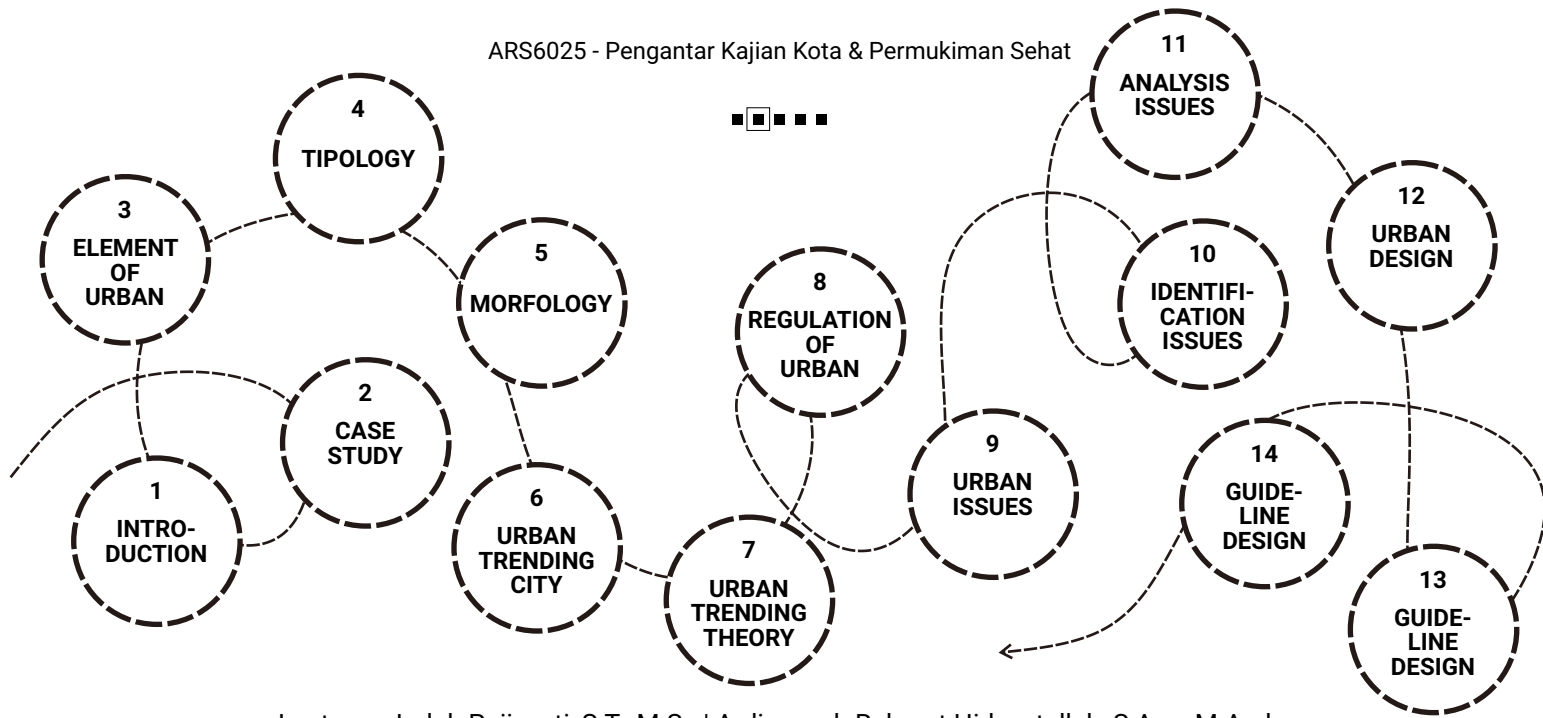 ARS6025 - Pengantar Kajian Kota & Permukiman Sehat
1
INTRO-
DUCTION
2
CASE
STUDY
3
ELEMENT
OF
URBAN
4
TIPOLOGY
5
MORFOLOGY
6
URBAN
TRENDING
CITY
7
URBAN
TRENDING
THEORY
8
REGULATION
OF
URBAN
9
URBAN
ISSUES
10
IDENTIFI-
CATION
ISSUES
11
ANALYSIS
ISSUES
12
URBAN
DESIGN
13
GUIDE-
LINE
DESIGN
14
GUIDE-
LINE
DESIGN